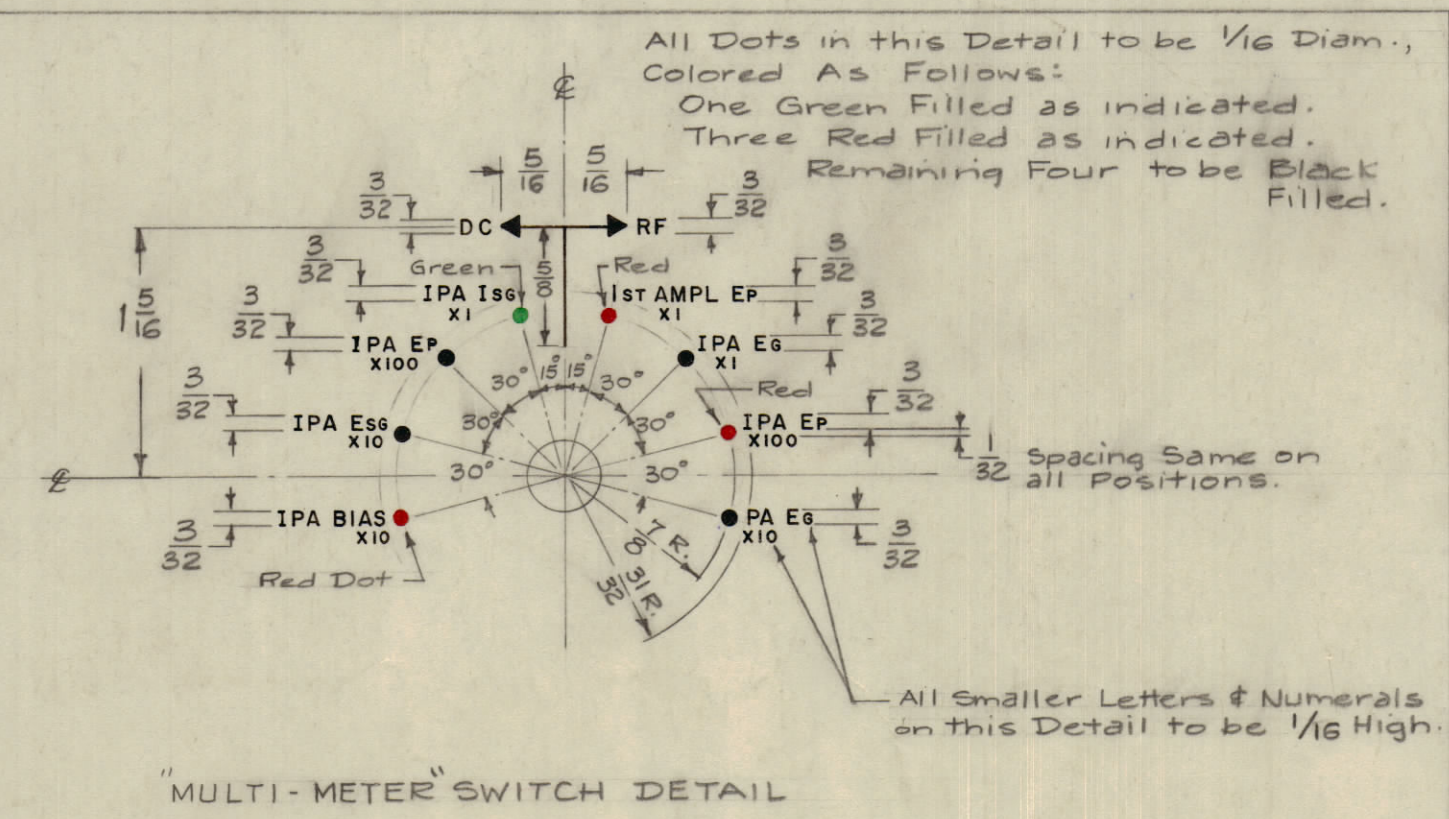 All Dots in this Detail to be 1/16 Diam.,
Colored As Follows:
One Green Filled as indicated.
Three Red Filled as indicated.
Remaining Four to be Black
Filled.
℄
5/16 5/16
3/32 DC RF 3/32
1 5/16
5/8
3/32 Green Red 3/32
IPA ISG 1ST AMPL EP
X1 X1
3/32 IPA EP IPA EG 3/32
X100 X1
30° 15° 15° 30°
Red
3/32 IPA ESG 30° 30° IPA EP 3/32
X10 X100
1/32 Spacing Same on
all Positions.
℄ 30° 30°
3/32 IPA BIAS PA EG 3/32
X10 X10
7/8 R.
31/32 R.
Red Dot
All Smaller Letters & Numerals
on this Detail to be 1/16 High.
"MULTI-METER" SWITCH DETAIL